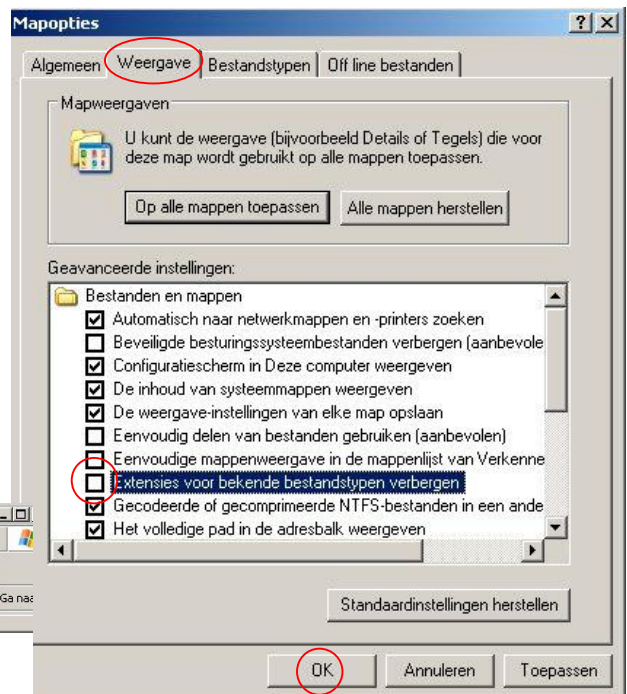 Mapopties
Algemeen Weergave Bestandstypen Off line bestanden
Mapweergaven
U kunt de weergave (bijvoorbeeld Details of Tegels) die voor
deze map wordt gebruikt op alle mappen toepassen.
Op alle mappen toepassen Alle mappen herstellen
Geavanceerde instellingen:
Bestanden en mappen
Automatisch naar netwerkmappen en -printers zoeken
Beveiligde besturingssysteembestanden verbergen (aanbevole
Configuratiescherm in Deze computer weergeven
De inhoud van systeemmappen weergeven
De weergave-instellingen van elke map opslaan
Eenvoudig delen van bestanden gebruiken (aanbevolen)
Eenvoudige mappenweergave in de mappenlijst van Verkenne
Extensies voor bekende bestandstypen verbergen
Gecodeerde of gecomprimeerde NTFS-bestanden in een ande
Het volledige pad in de adresbalk weergeven
Ga naa
Standaardinstellingen herstellen
OK Annuleren Toepassen